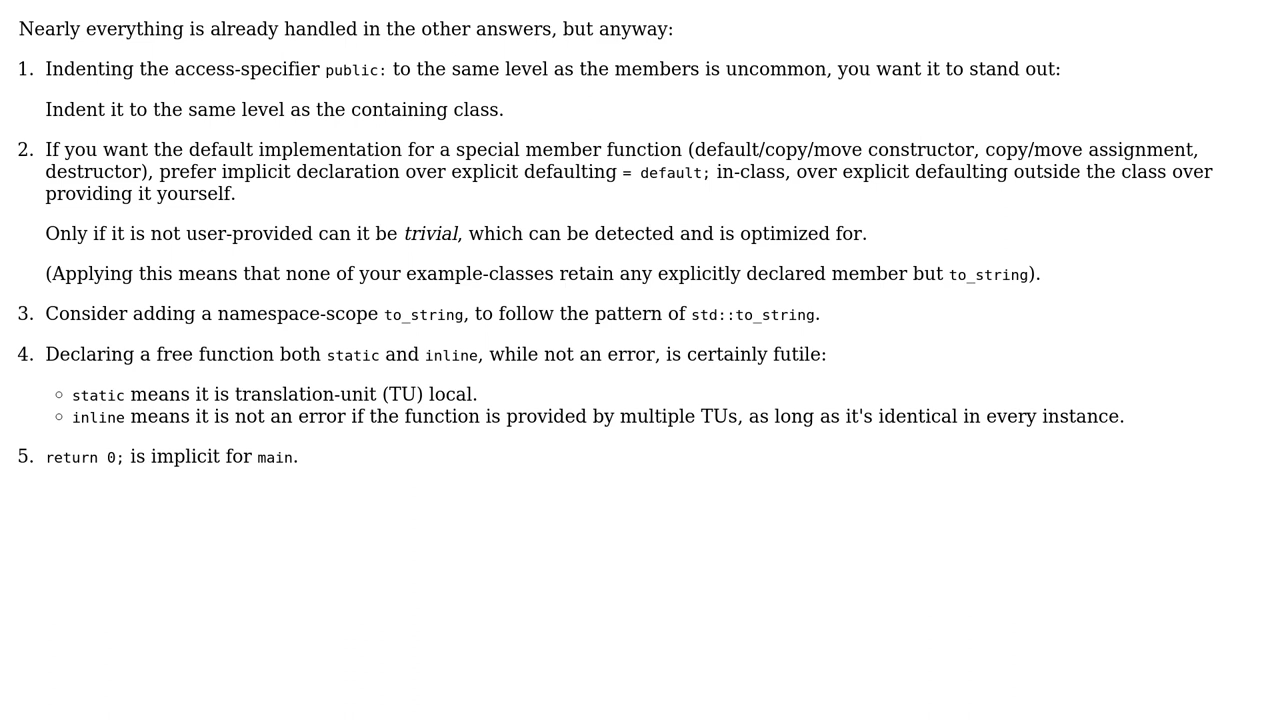 Nearly everything is already handled in the other answers, but anyway:
1. Indenting the access-specifier public: to the same level as the members is uncommon, you want it to stand out:
Indent it to the same level as the containing class.
2. If you want the default implementation for a special member function (default/copy/move constructor, copy/move assignment,
destructor), prefer implicit declaration over explicit defaulting = default; in-class, over explicit defaulting outside the class over
providing it yourself.
Only if it is not user-provided can it be trivial, which can be detected and is optimized for.
(Applying this means that none of your example-classes retain any explicitly declared member but to_string).
3. Consider adding a namespace-scope to_string, to follow the pattern of std::to_string.
4. Declaring a free function both static and inline, while not an error, is certainly futile:
◦ static means it is translation-unit (TU) local.
◦ inline means it is not an error if the function is provided by multiple TUs, as long as it's identical in every instance.
5. return 0; is implicit for main.